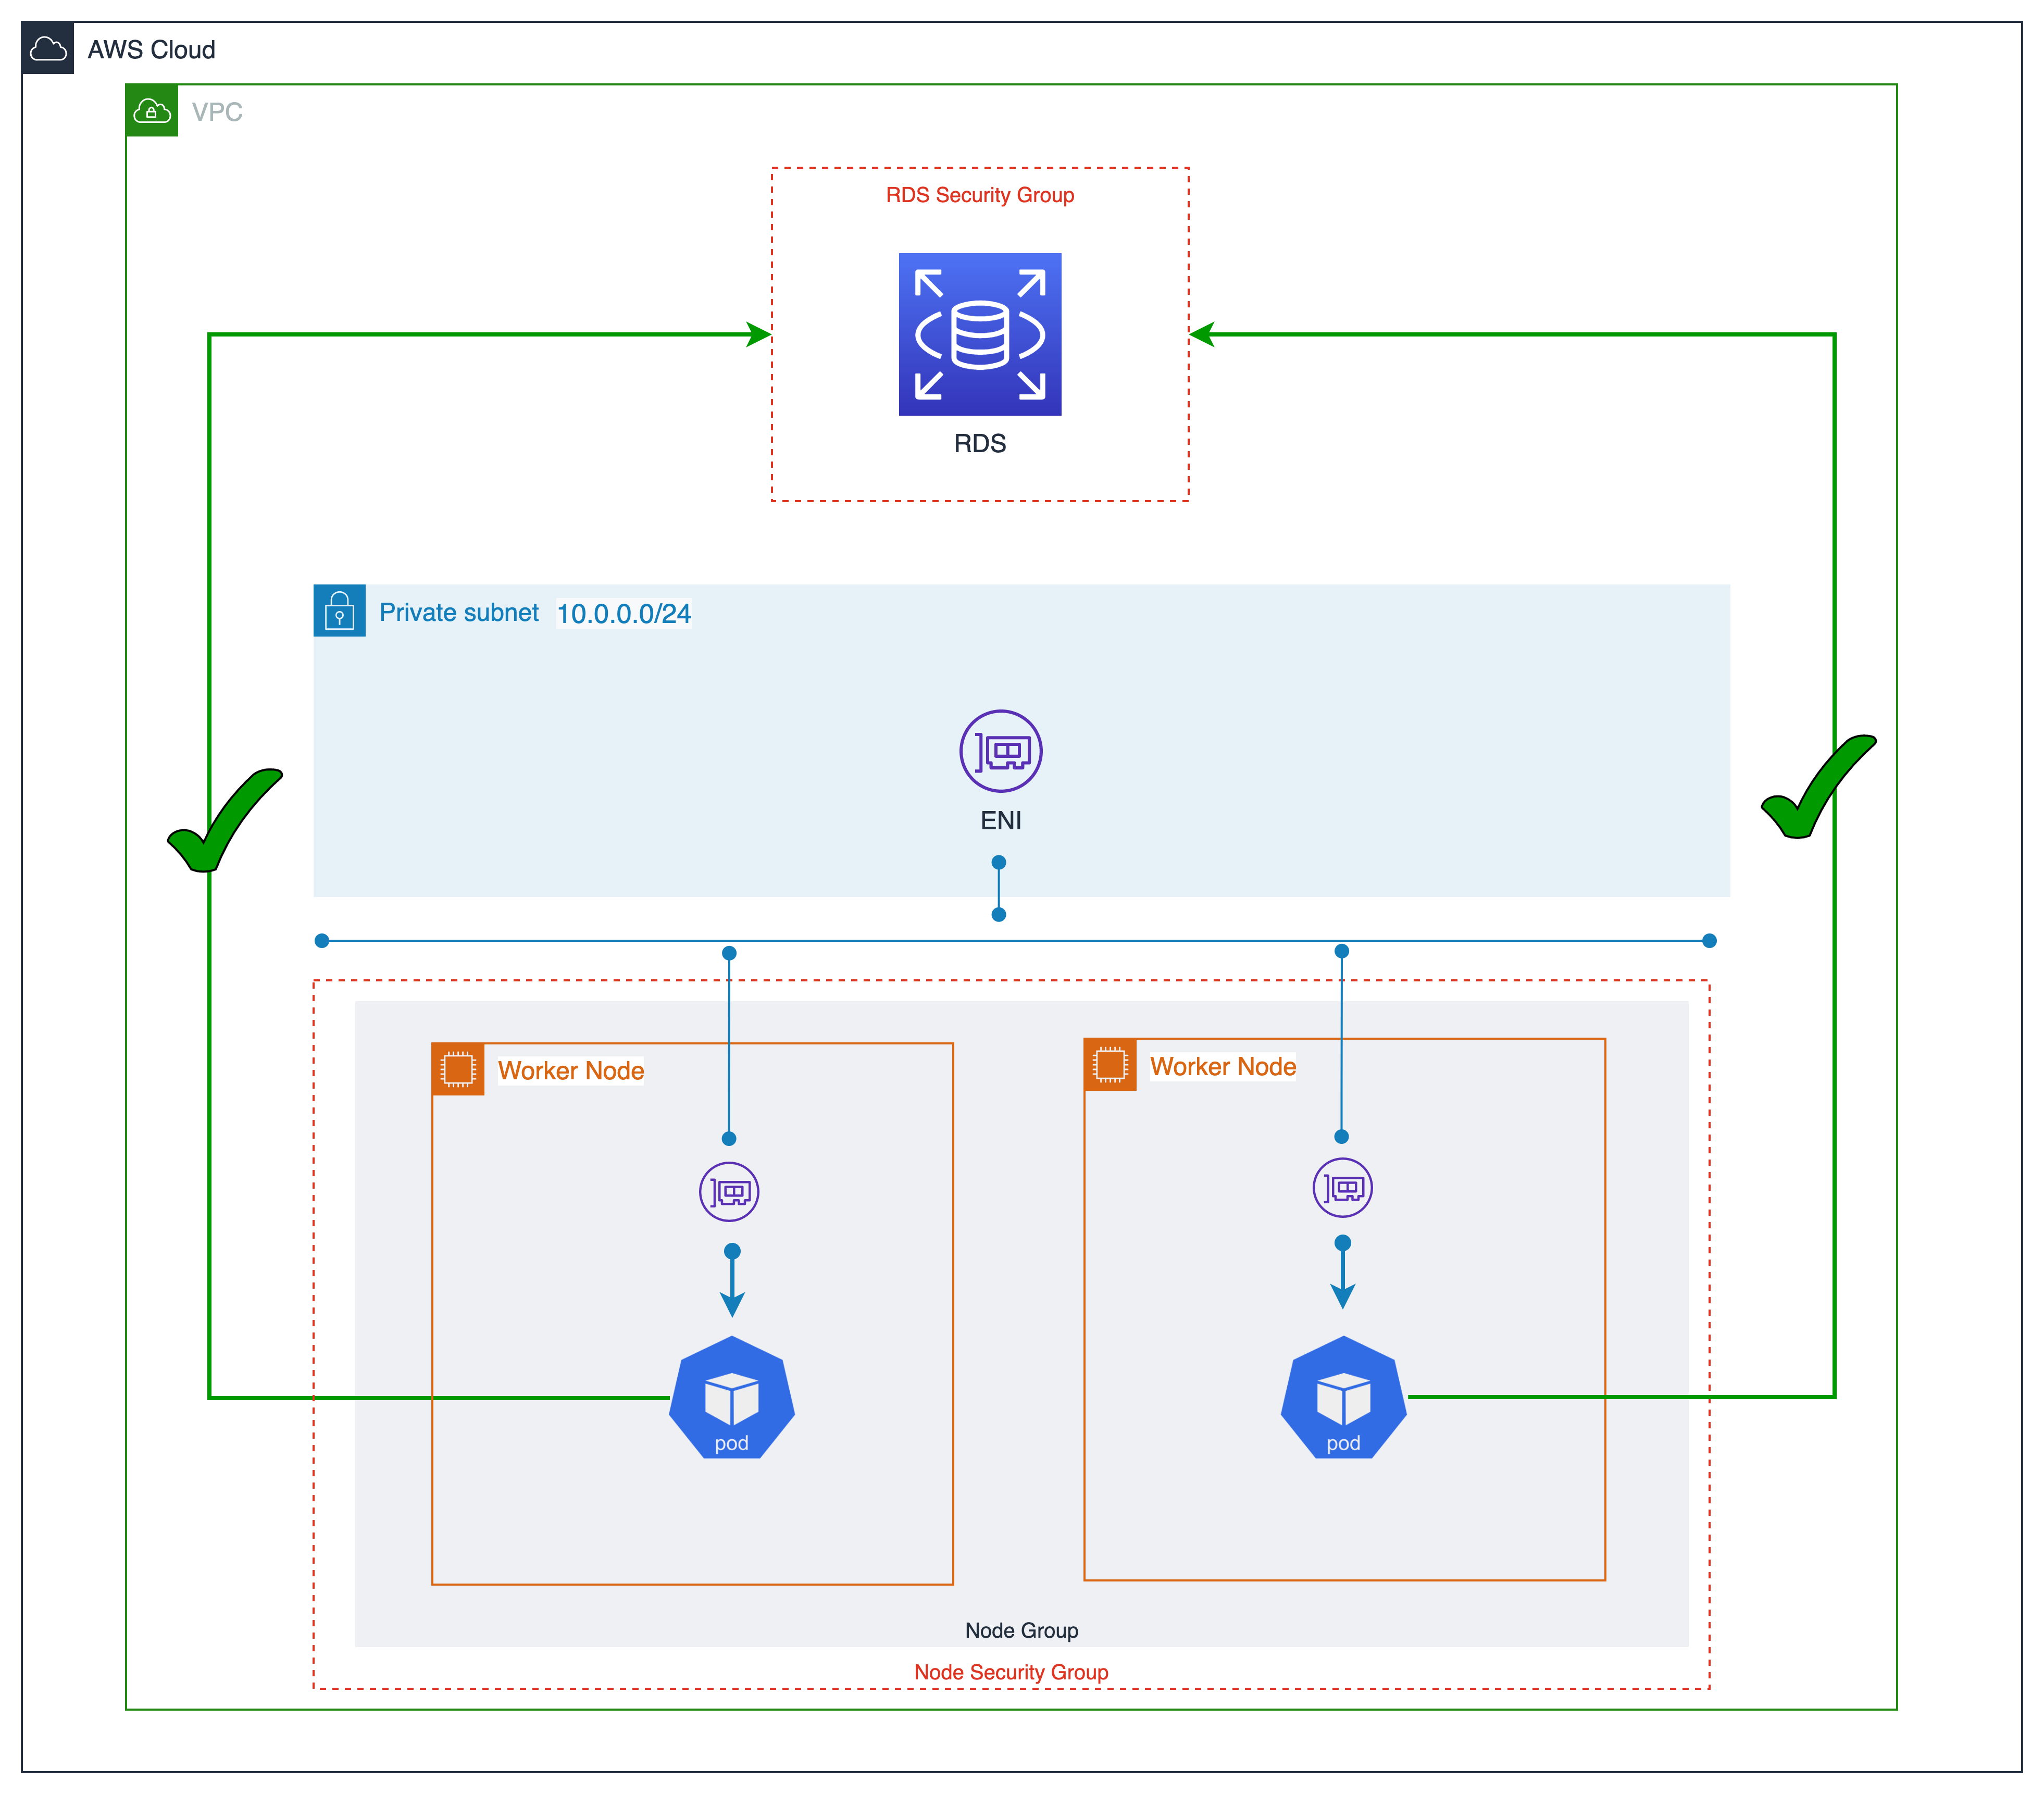 AWS Cloud
VPC
RDS Security Group
RDS
Private subnet 10.0.0.0/24
ENI
Worker Node
Worker Node
pod
pod
Node Group
Node Security Group